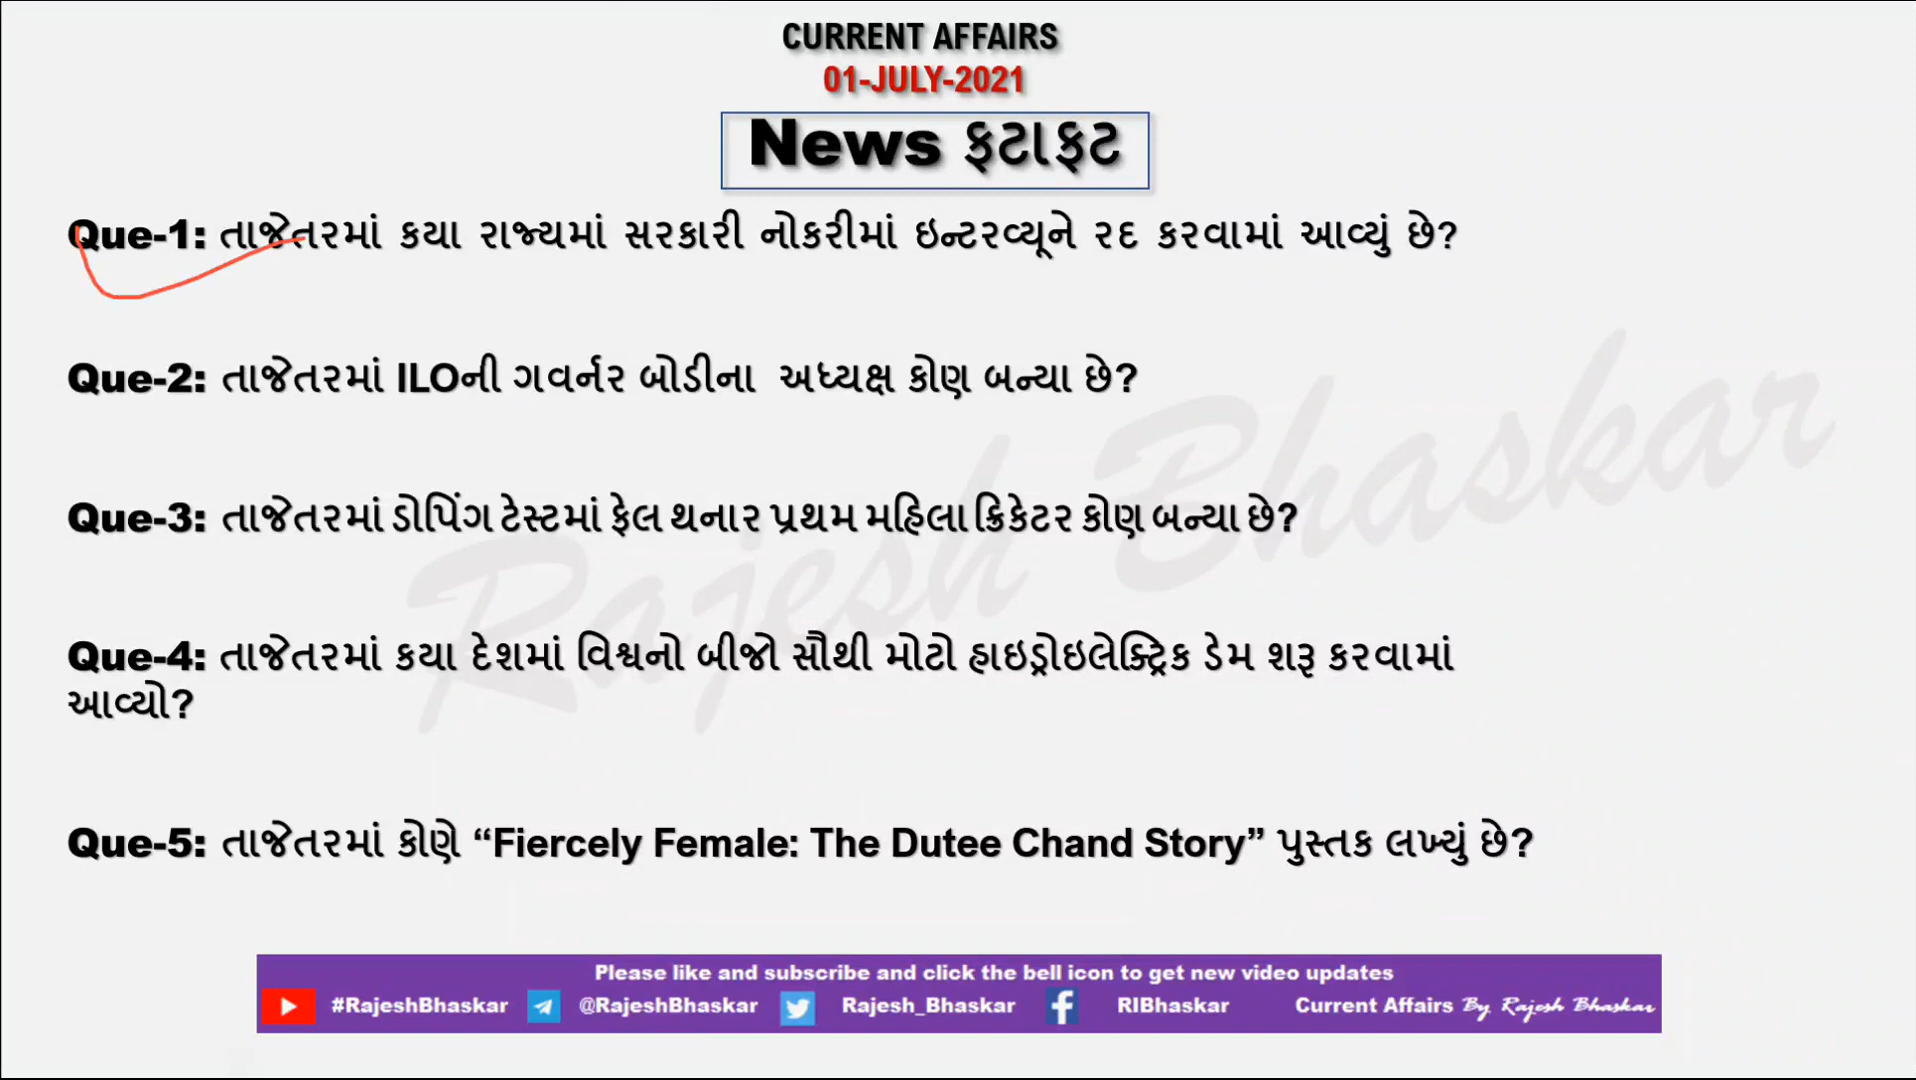 CURRENT AFFAIRS
01-JULY-2021
News ફટાફટ
Que-1: તાજેતરમાં કયા રાજ્યમાં સરકારી નોકરીમાં ઇન્ટરવ્યૂને રદ કરવામાં આવ્યું છે?
Que-2: તાજેતરમાં ILOની ગવર્નર બોડીના અધ્યક્ષ કોણ બન્યા છે?
Que-3: તાજેતરમાં ડોપિંગ ટેસ્ટમાં ફેલ થનાર પ્રથમ મહિલા ક્રિકેટર કોણ બન્યા છે?
Que-4: તાજેતરમાં કયા દેશમાં વિશ્વનો બીજો સૌથી મોટો હાઇડ્રોઇલેક્ટ્રિક ડેમ શરૂ કરવામાં
આવ્યો?
Que-5: તાજેતરમાં કોણે “Fiercely Female: The Dutee Chand Story” પુસ્તક લખ્યું છે?
Rajesh Bhaskar
Please like and subscribe and click the bell icon to get new video updates
#RajeshBhaskar @RajeshBhaskar Rajesh_Bhaskar RIBhaskar Current Affairs By Rajesh Bhaskar